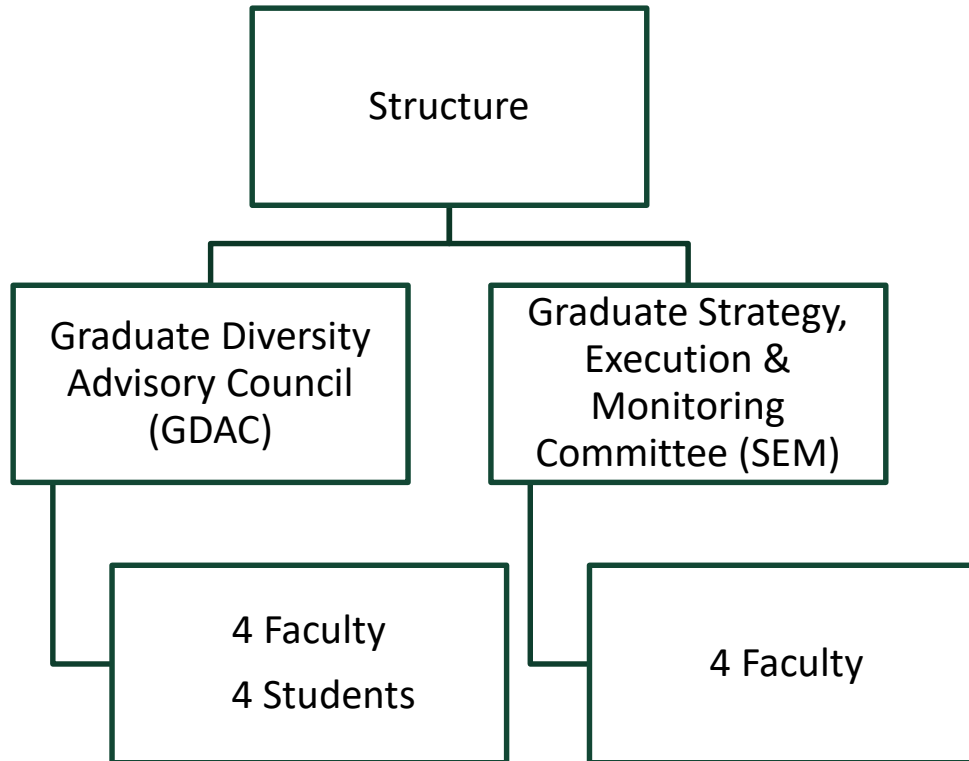 Structure
Graduate Diversity
Advisory Council
(GDAC)
Graduate Strategy,
Execution &
Monitoring
Committee (SEM)
4 Faculty
4 Students
4 Faculty